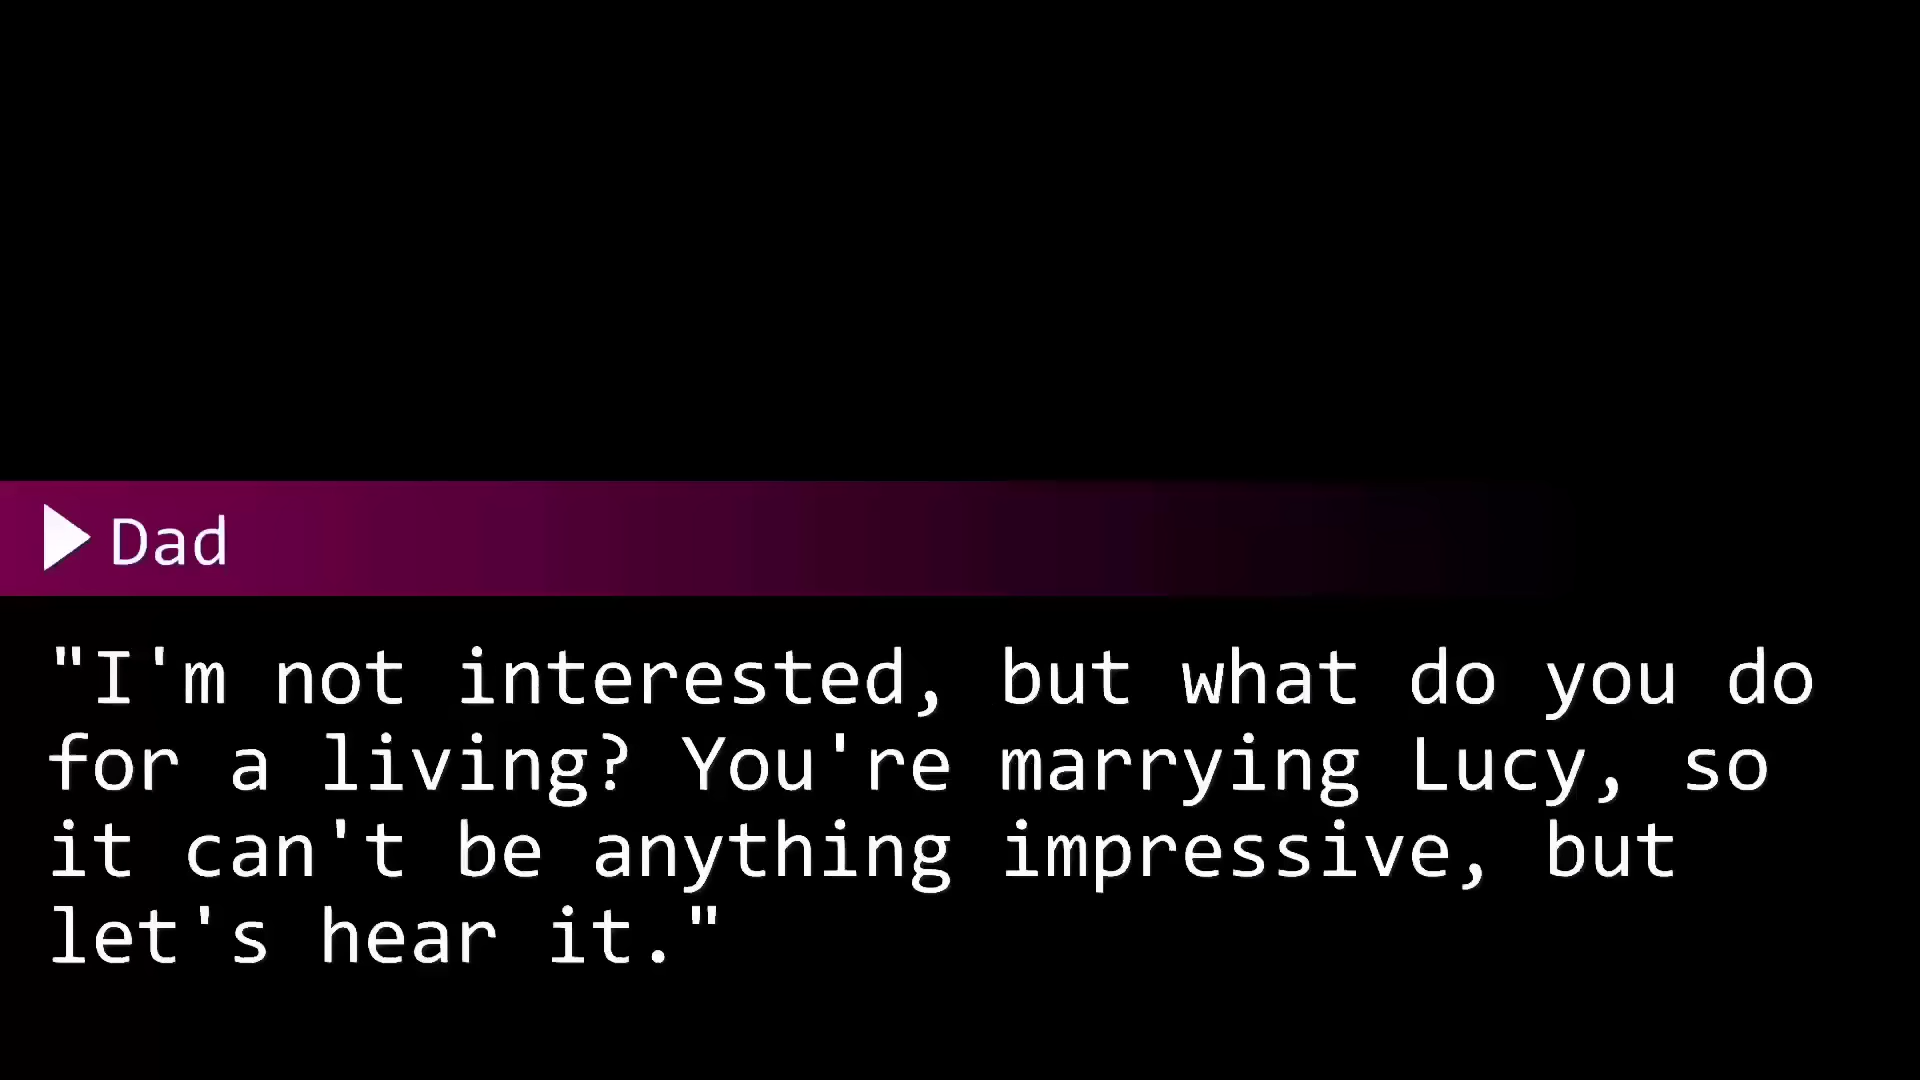 Dad
"I'm not interested, but what do you do
for a living? You're marrying Lucy, so
it can't be anything impressive, but
let's hear it."